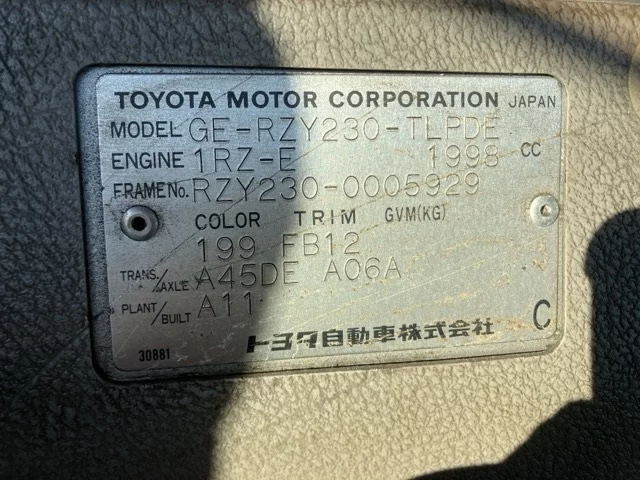 TOYOTA MOTOR CORPORATION JAPAN
MODEL GE-RZY230-TLPDE
ENGINE 1RZ-E 1998 CC
FRAME No. RZY230-0005929
COLOR TRIM GVM(KG)
199 FB12
TRANS./AXLE A45DE A06A
PLANT/BUILT A11
C
30881 トヨタ自動車株式会社